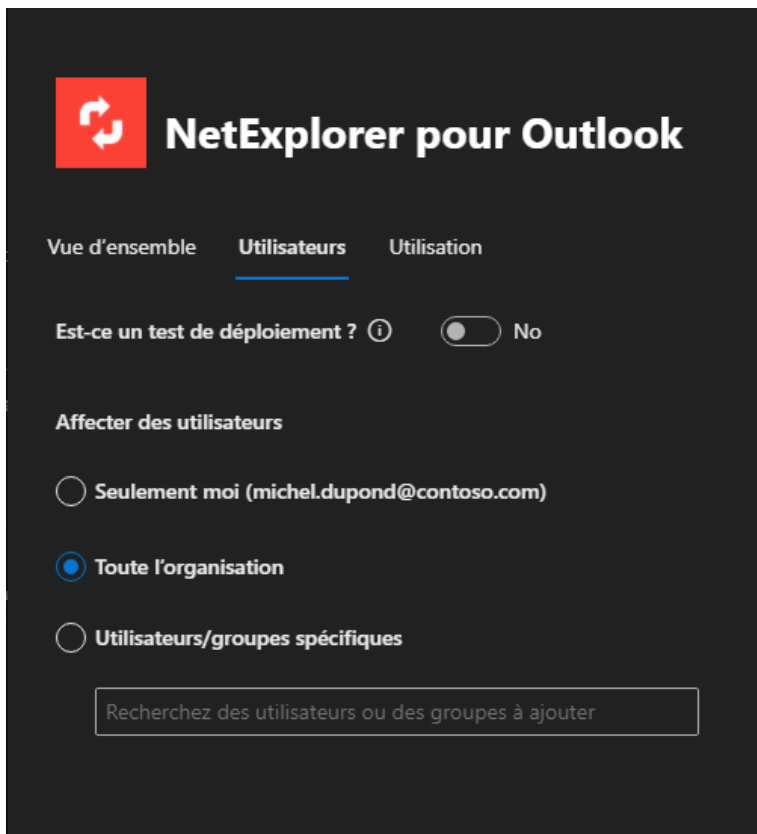 NetExplorer pour Outlook
Vue d'ensemble Utilisateurs Utilisation
Est-ce un test de déploiement ? No
Affecter des utilisateurs
Seulement moi (michel.dupond@contoso.com)
Toute l'organisation
Utilisateurs/groupes spécifiques
Recherchez des utilisateurs ou des groupes à ajouter